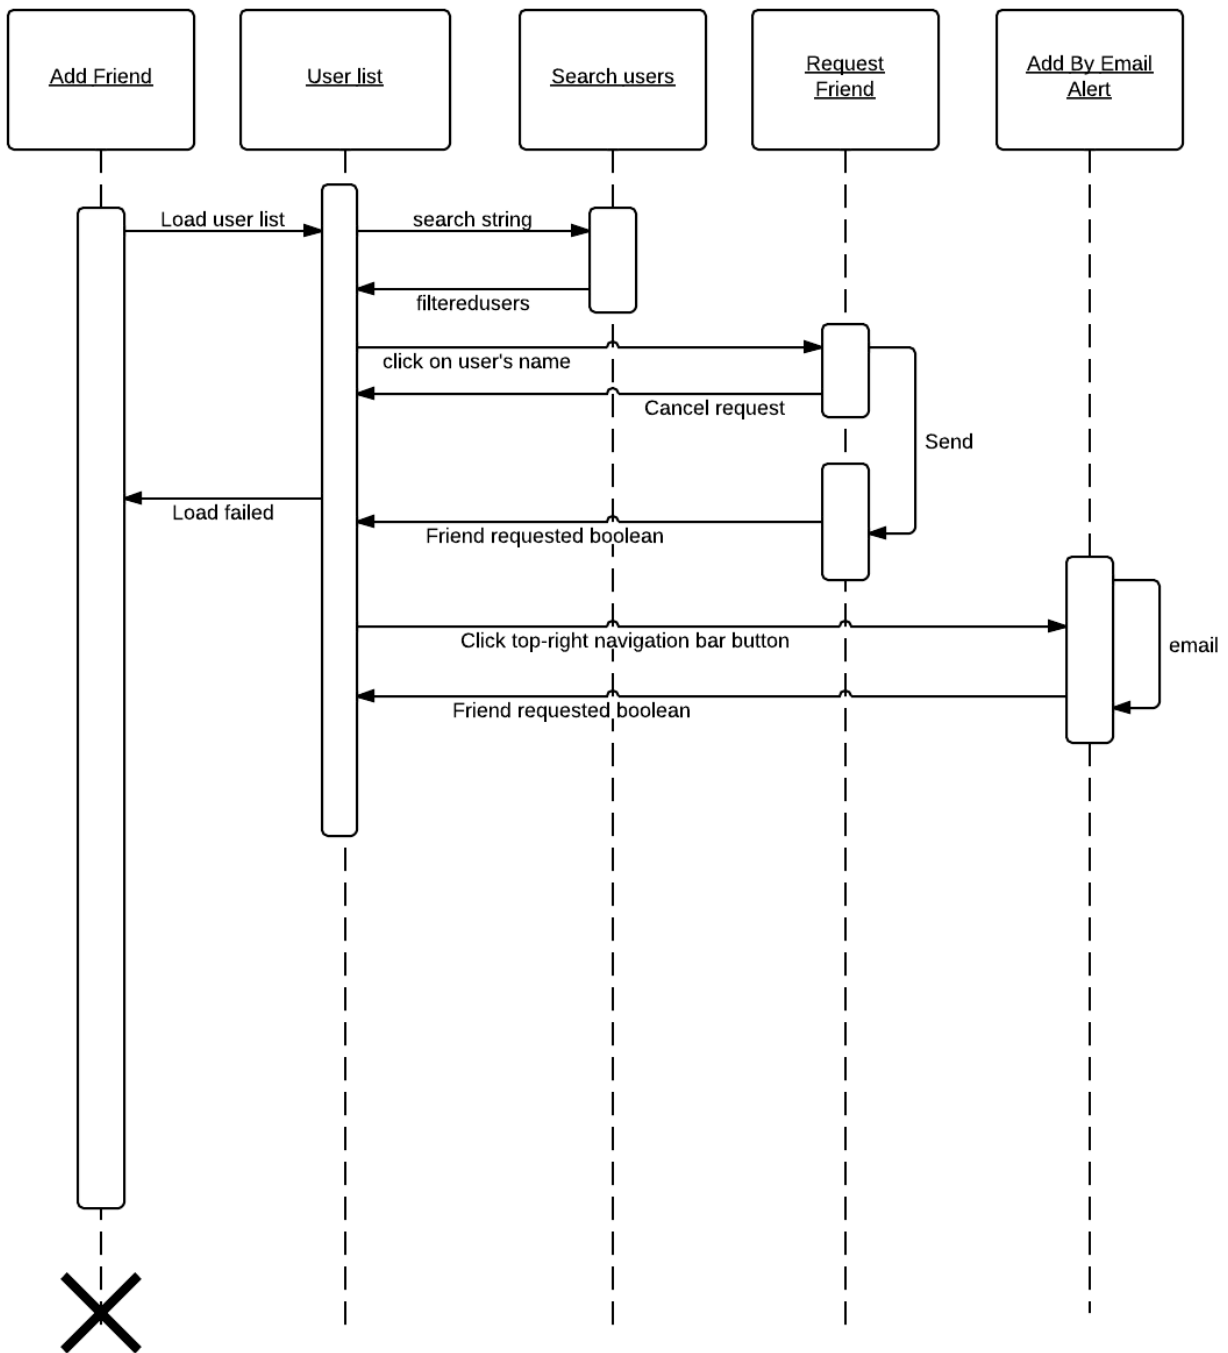 Add Friend
User list
Search users
Request
Friend
Add By Email
Alert
Load user list
search string
filteredusers
click on user's name
Cancel request
Send
Load failed
Friend requested boolean
Click top-right navigation bar button
email
Friend requested boolean